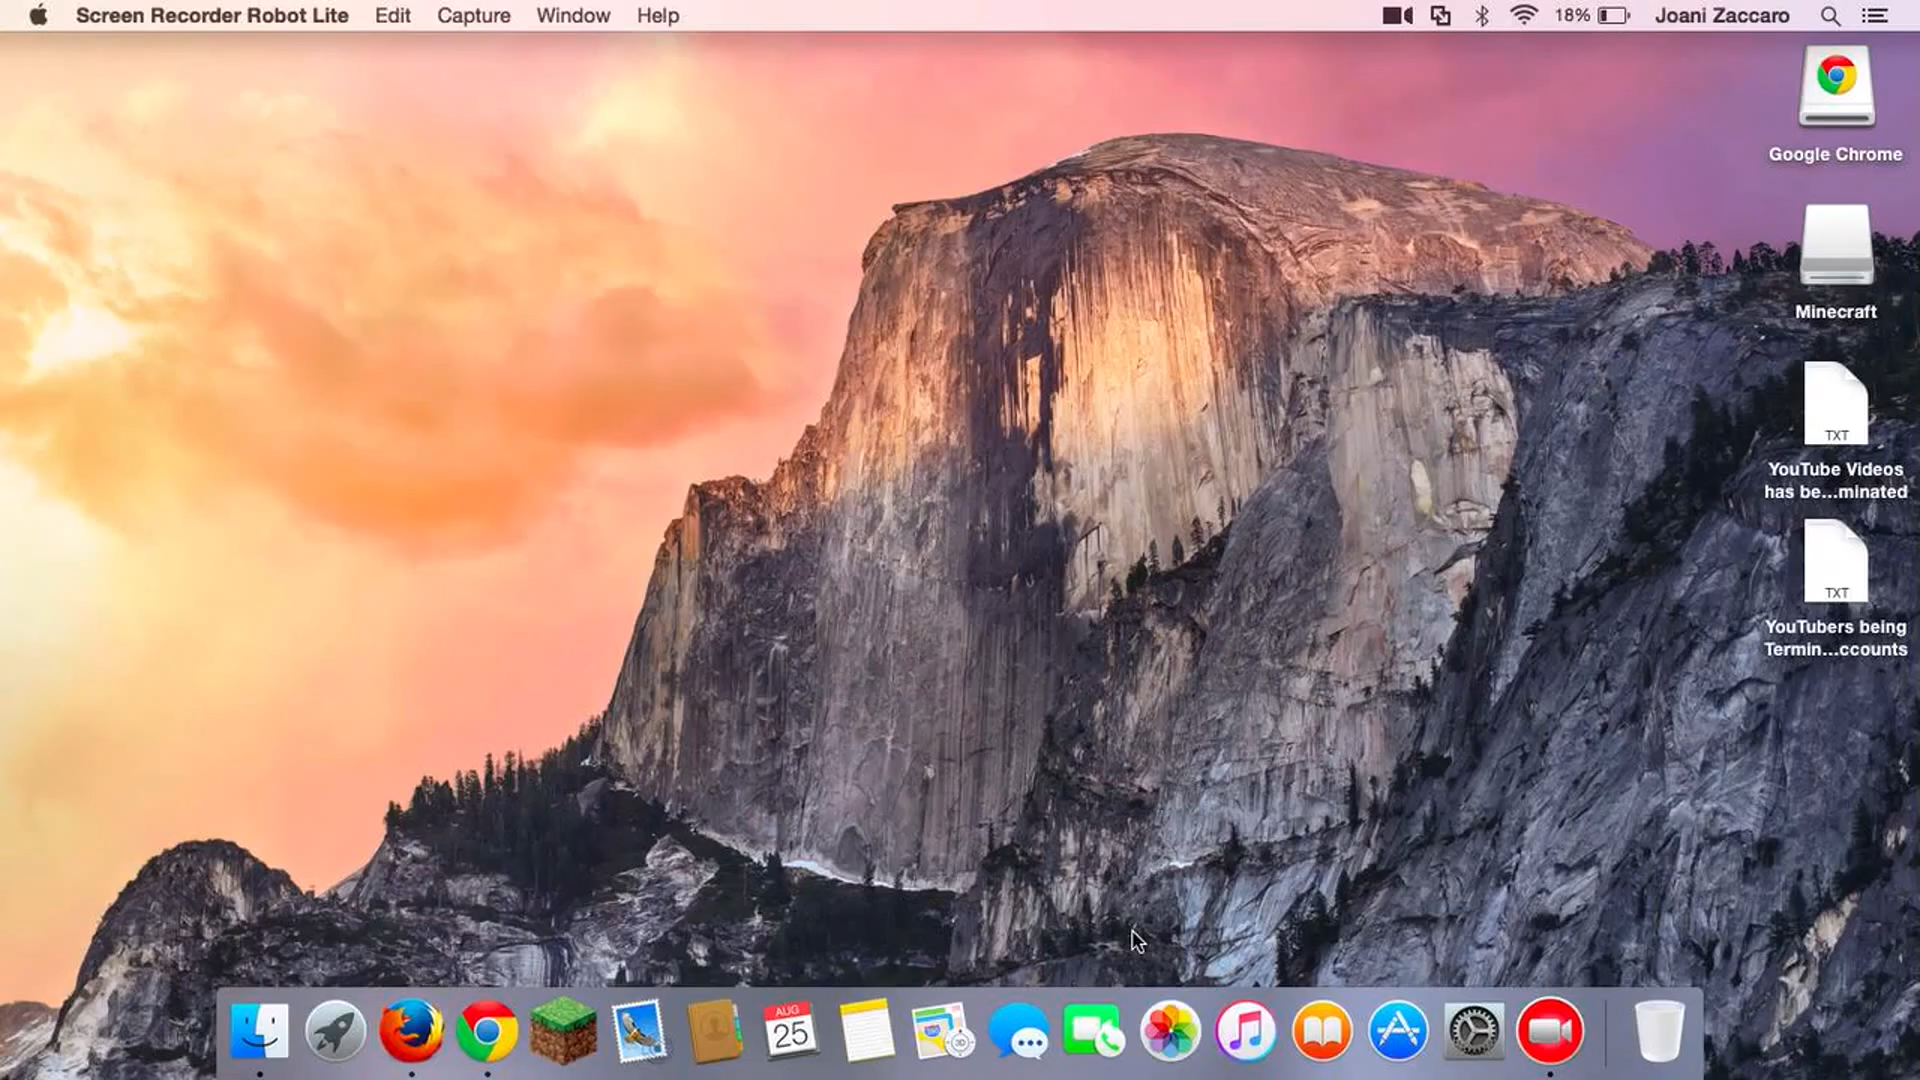 Screen Recorder Robot Lite Edit Capture Window Help 18% Joani Zaccaro
Google Chrome
Minecraft
TXT
YouTube Videos
has be...minated
TXT
YouTubers being
Termin...ccounts
AUG
25
3D